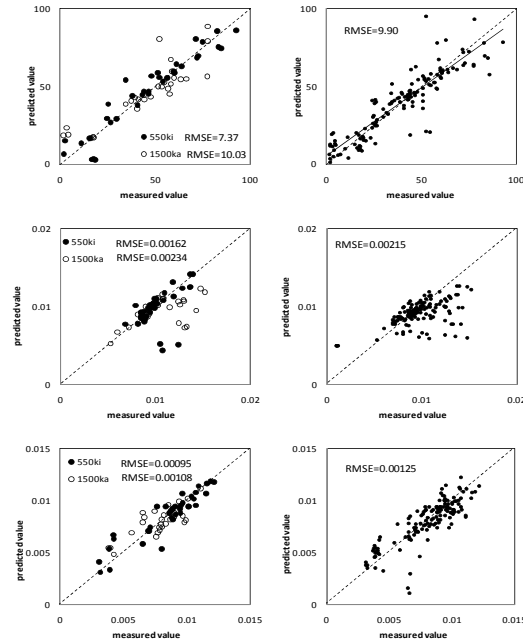 100
predicted value
50
0
550ki RMSE=7.37
1500ka RMSE=10.03
0 50 100
measured value
100
predicted value
50
0
RMSE=9.90
0 50 100
measured value
0.02
predicted value
0.01
0
550ki RMSE=0.00162
1500ka RMSE=0.00234
0 0.01 0.02
measured value
0.02
predicted value
0.01
0
RMSE=0.00215
0 0.01 0.02
measured value
0.015
predicted value
0.01
0.005
0
550ki RMSE=0.00095
1500ka RMSE=0.00108
0 0.005 0.01 0.015
measured value
0.015
predicted value
0.01
0.005
0
RMSE=0.00125
0 0.005 0.01 0.015
measured value